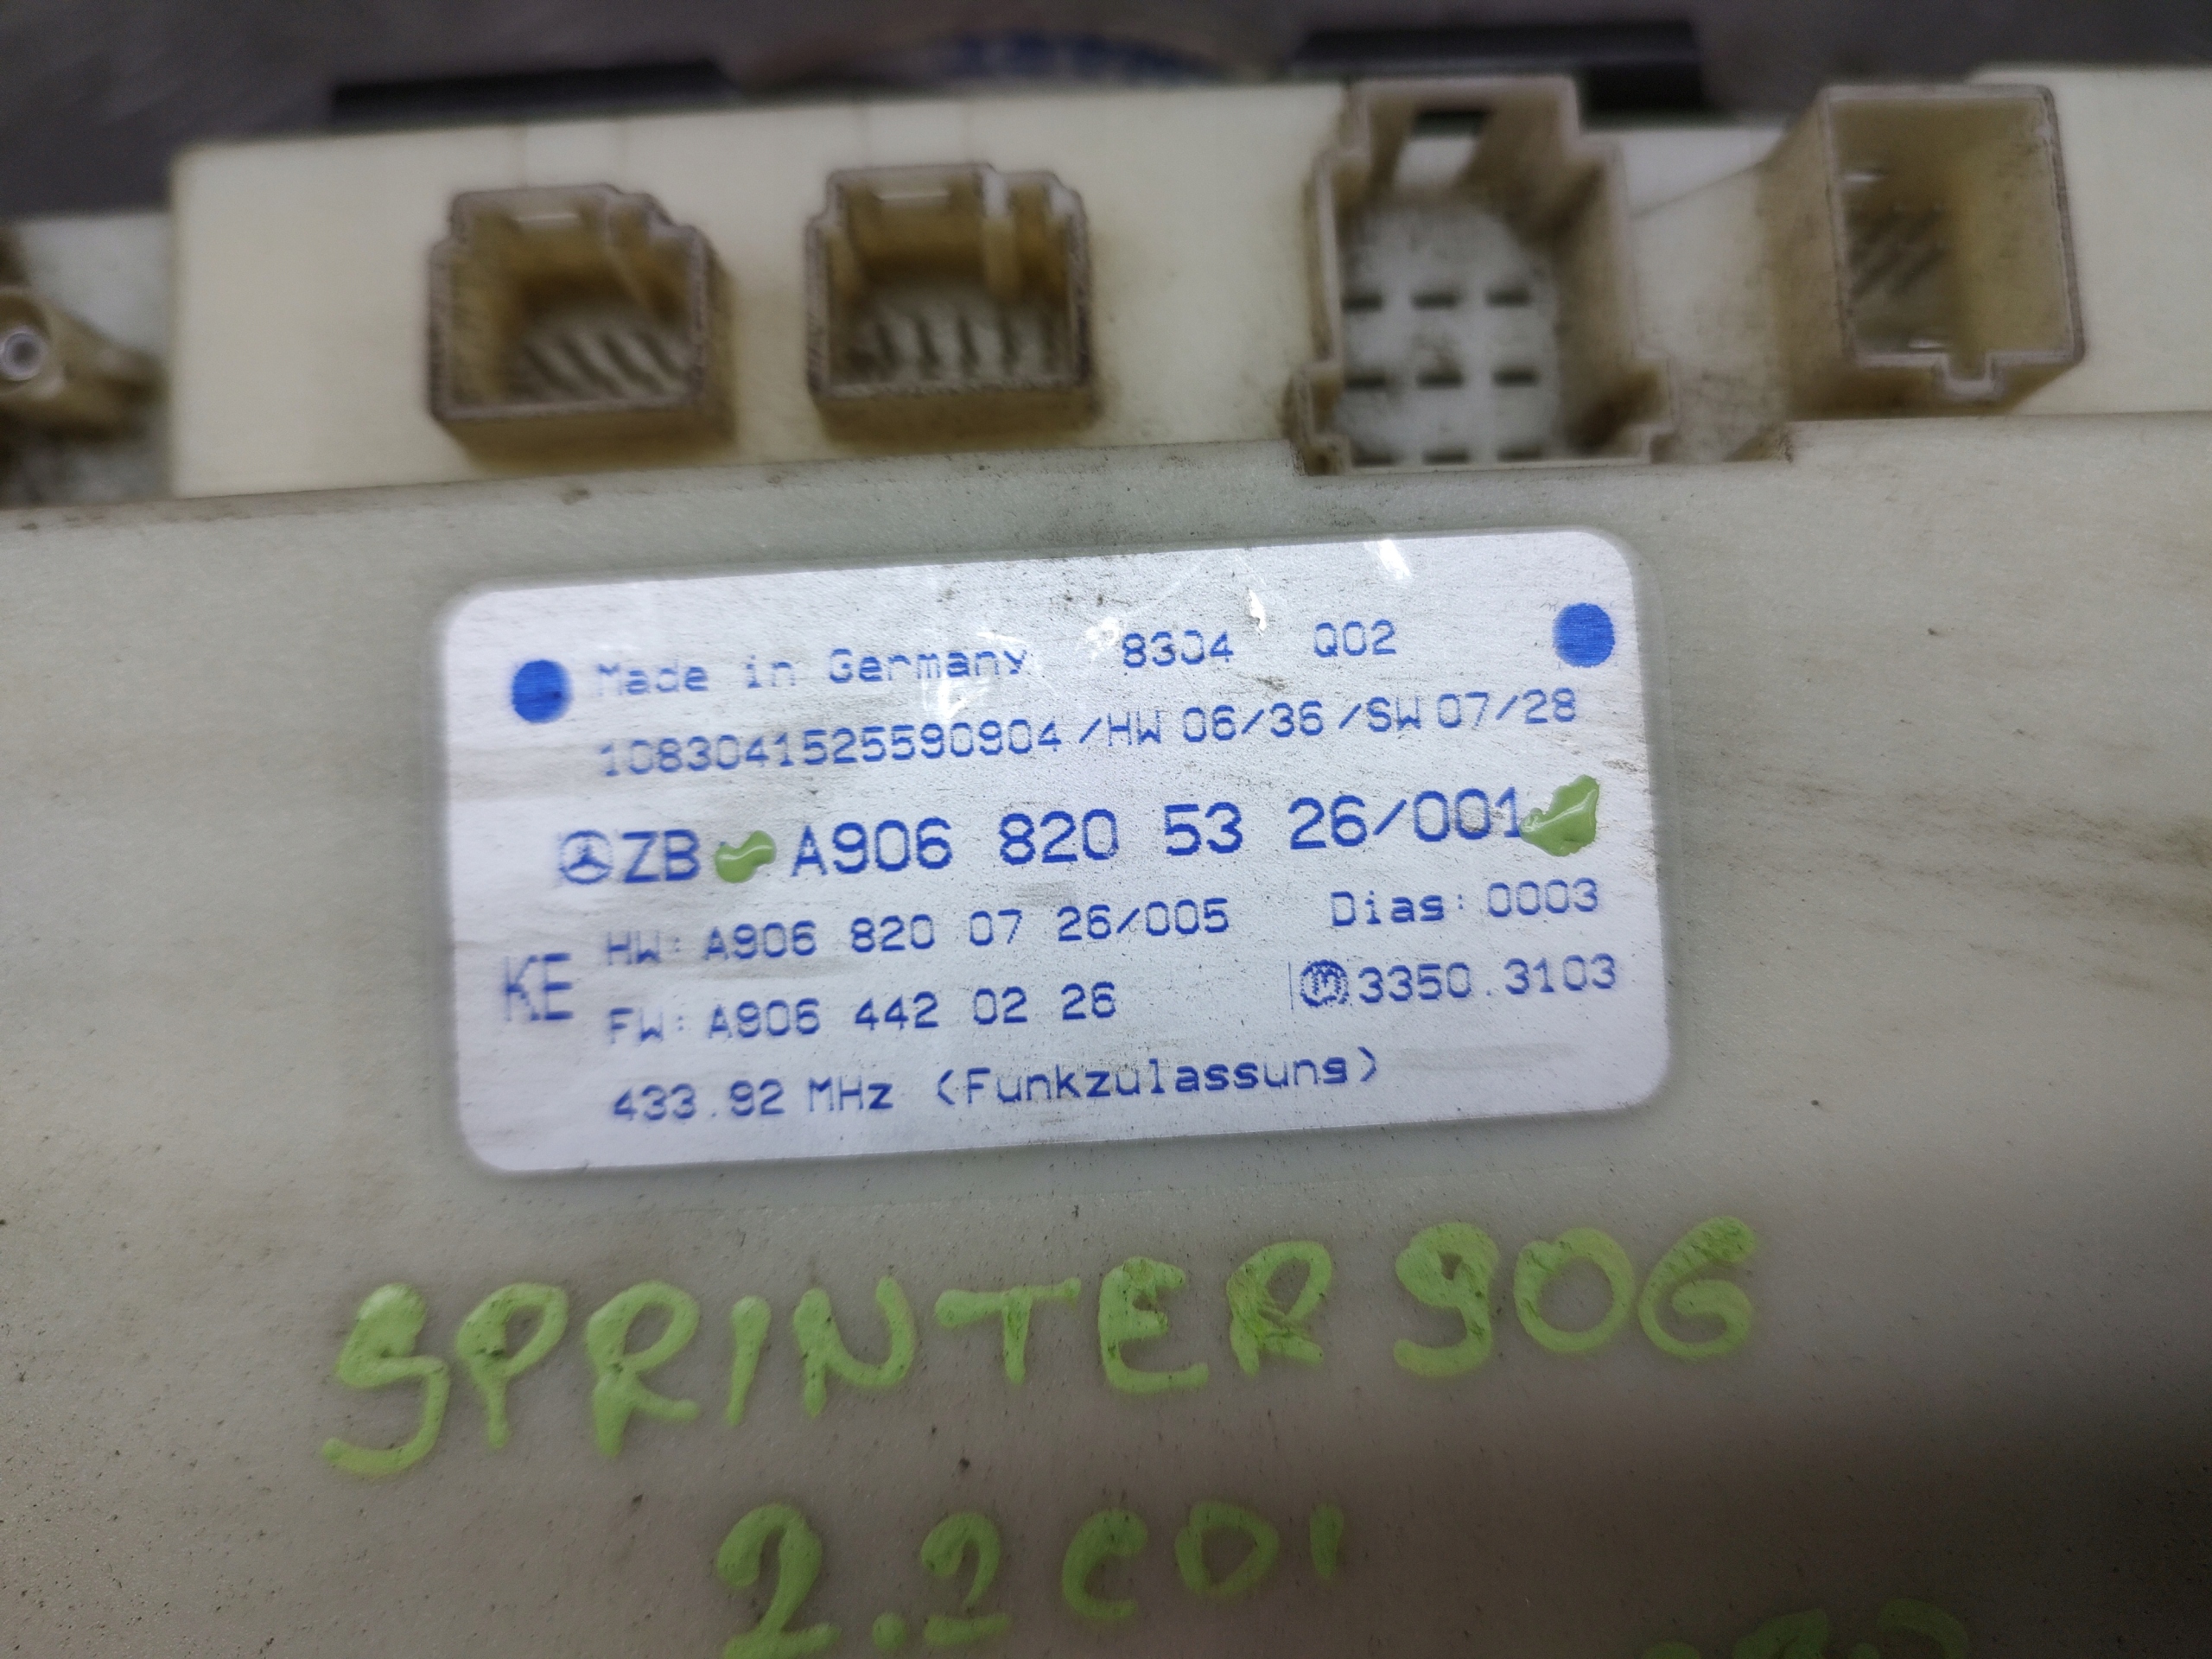 Made in Germany 8304 Q02
1083041525590904/HW 06/36/SW 07/28
ZB A906 820 53 26/001
HW: A906 820 07 26/005 Dias: 0003
KE
FW: A906 442 02 26 3350.3103
433.92 MHz (Funkzulassung)
SPRINTER 906
2.2 CDI